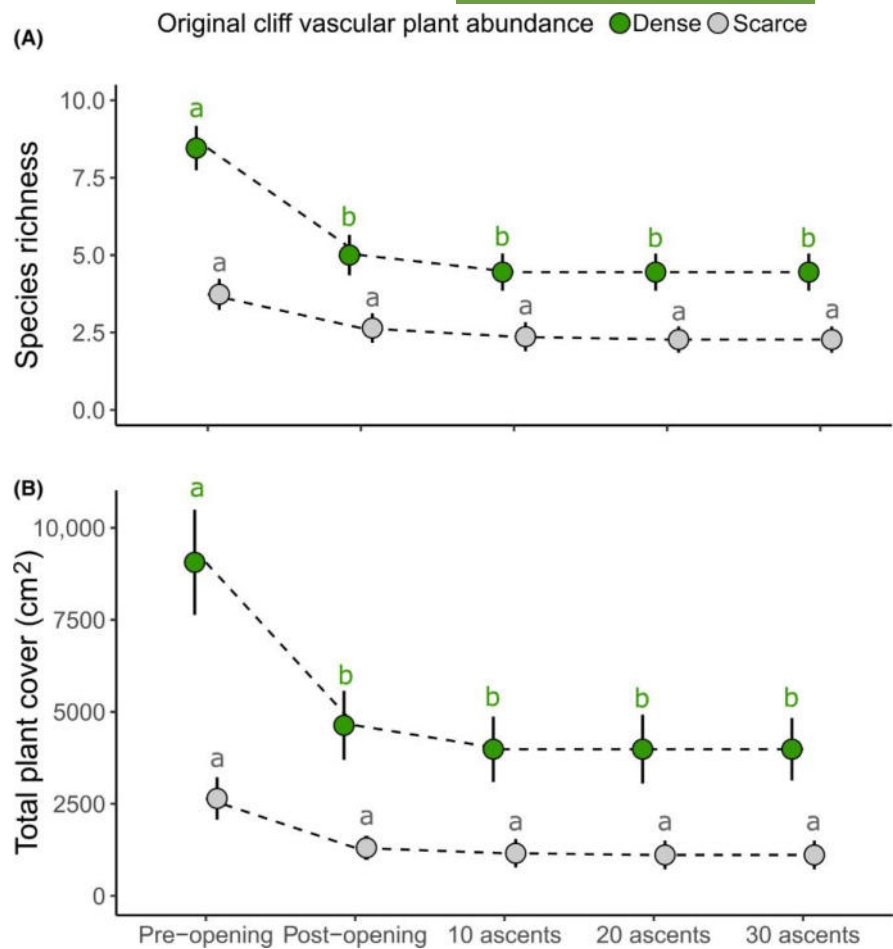 Original cliff vascular plant abundance Dense Scarce
(A)
Species richness
10.0
7.5
5.0
2.5
0.0
a
b
b
b
b
a
a
a
a
a
(B)
Total plant cover (cm²)
10,000
7500
5000
2500
0
a
b
b
b
b
a
a
a
a
a
Pre−opening Post−opening 10 ascents 20 ascents 30 ascents